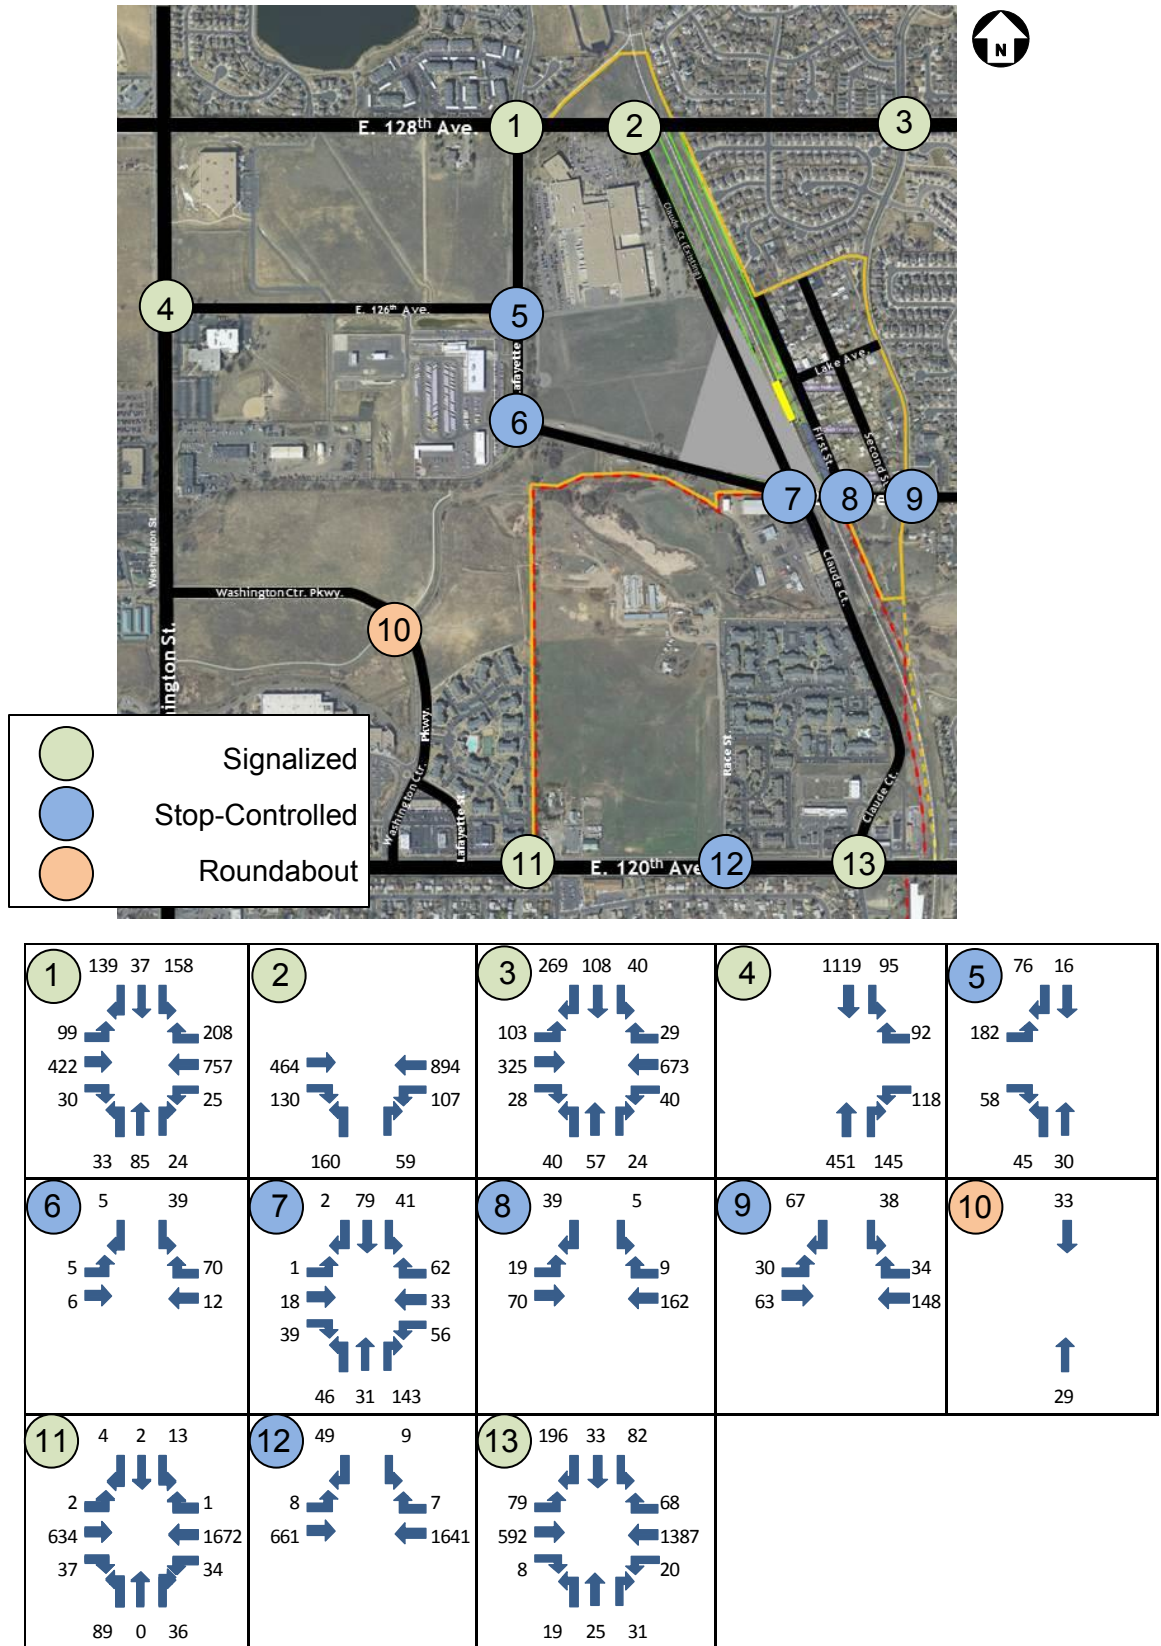 N
E. 128th Ave.
1
2
3
Claude Ct. (Existing)
4
E. 126th Ave.
5
Lafayette
Lake Ave.
6
First St.
Second S
7
8
9
Washington St
Washington Ctr. Pkwy.
10
Claude Ct.
ington St.
Pkwy.
Race St.
Washington Ctr.
Lafayette St.
Claude Ct.
11
E. 120th Ave
12
13
Signalized
Stop-Controlled
Roundabout
1
139 37 158
99 208
422 757
30 25
33 85 24
2
464 894
130 107
160 59
3
269 108 40
103 29
325 673
28 40
40 57 24
4
1119 95
92
118
451 145
5
76 16
182
58
45 30
6
5 39
5 70
6 12
7
2 79 41
1 62
18 33
39 56
46 31 143
8
39 5
19 9
70 162
9
67 38
30 34
63 148
10
33
29
11
4 2 13
2 1
634 1672
37 34
89 0 36
12
49 9
8 7
661 1641
13
196 33 82
79 68
592 1387
8 20
19 25 31